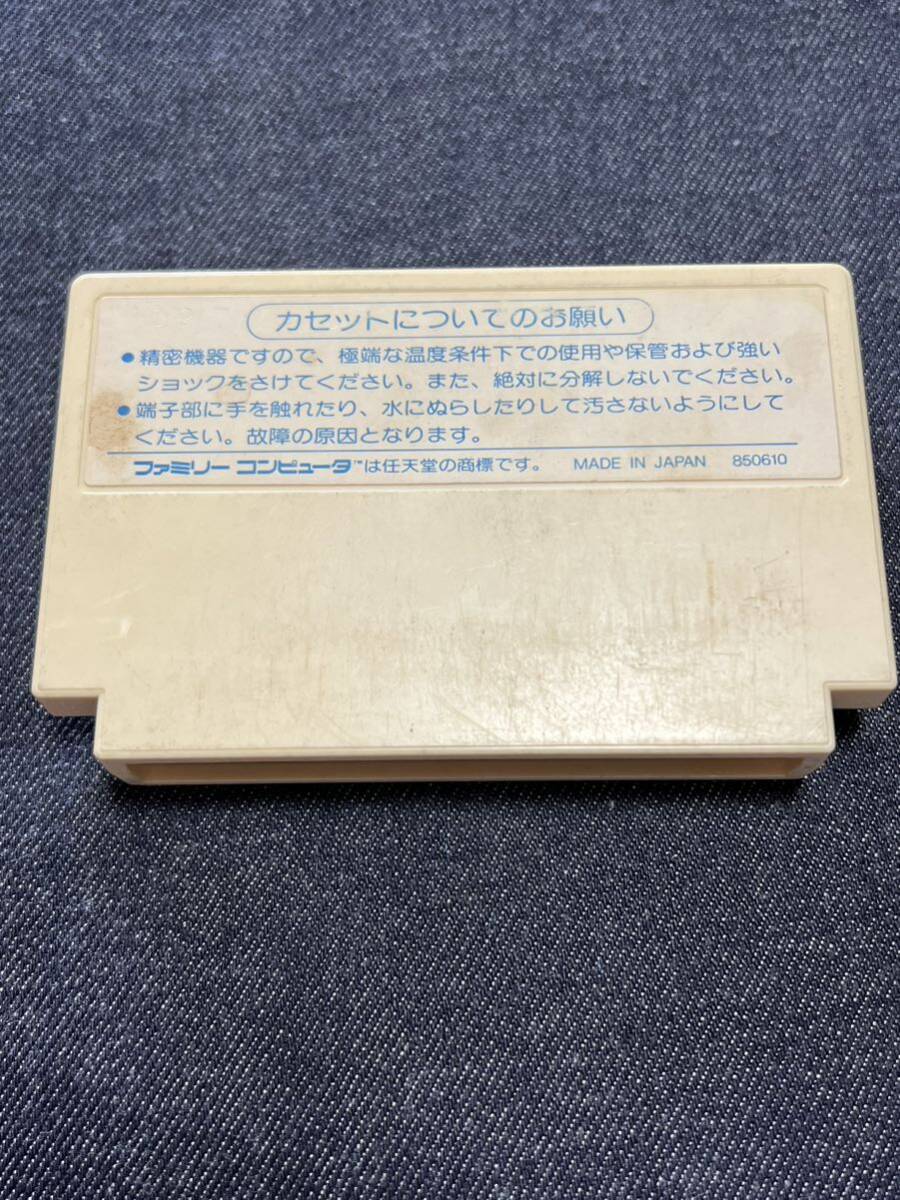 カセットについてのお願い
●精密機器ですので、極端な温度条件下での使用や保管および強い
ショックをさけてください。また、絶対に分解しないでください。
●端子部に手を触れたり、水にぬらしたりして汚さないようにして
ください。故障の原因となります。
ファミリー コンピュータ™は任天堂の商標です。 MADE IN JAPAN 850610